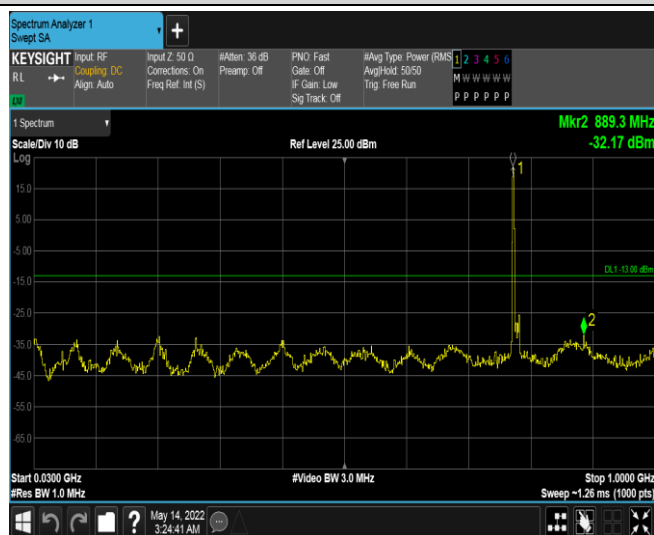 Spectrum Analyzer 1
Swept SA
+
KEYSIGHT
RL
LXI
Input: RF
Coupling: DC
Align: Auto
Input Z: 50 Ω
Corrections: On
Freq Ref: Int (S)
#Atten: 36 dB
Preamp: Off
PNO: Fast
Gate: Off
IF Gain: Low
Sig Track: Off
#Avg Type: Power (RMS
Avg|Hold: 50/50
Trig: Free Run
1 2 3 4 5 6
M W W W W W
P P P P P P
1 Spectrum
Mkr2 889.3 MHz
-32.17 dBm
Scale/Div 10 dB
Ref Level 25.00 dBm
Log
1
15.0
5.00
-5.00
DL1 -13.00 dBm
-15.0
-25.0
2
-35.0
-45.0
-55.0
-65.0
Start 0.0300 GHz
#Video BW 3.0 MHz
Stop 1.0000 GHz
#Res BW 1.0 MHz
Sweep ~1.26 ms (1000 pts)
?
May 14, 2022
3:24:41 AM